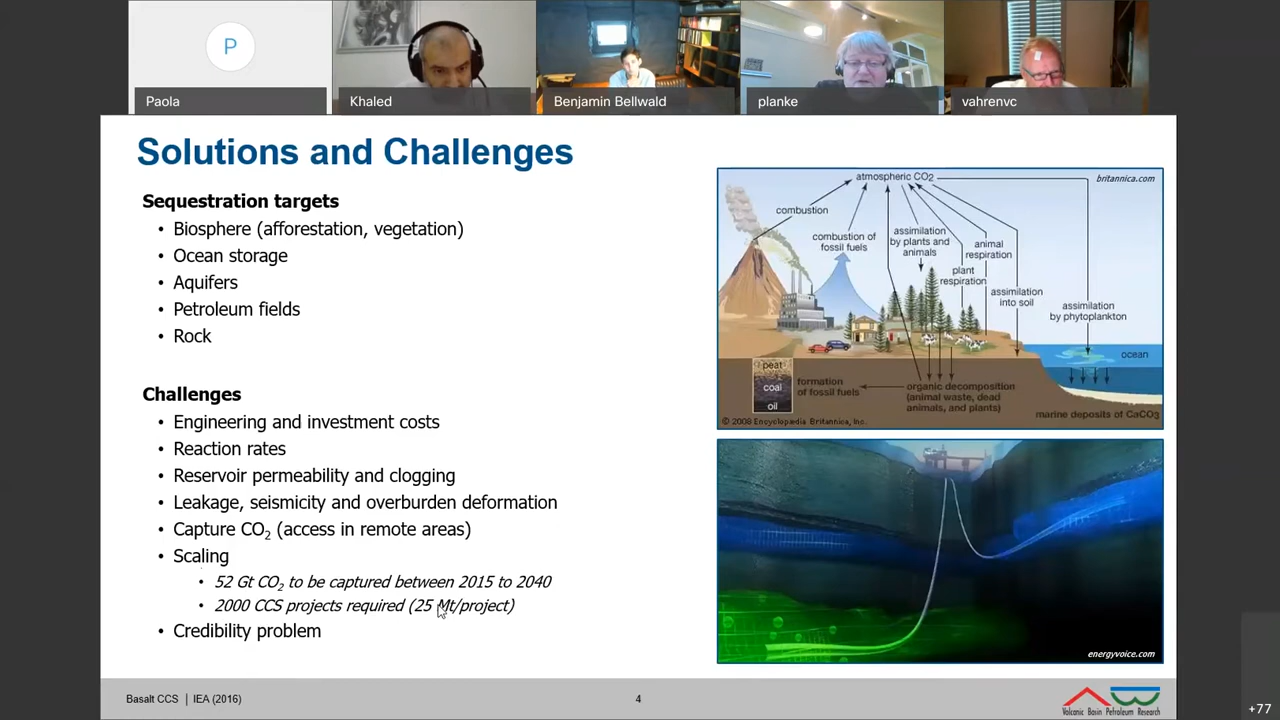 P
Paola
Khaled
Benjamin Bellwald
planke
vahrenvc
Solutions and Challenges
Sequestration targets
• Biosphere (afforestation, vegetation)
• Ocean storage
• Aquifers
• Petroleum fields
• Rock
Challenges
• Engineering and investment costs
• Reaction rates
• Reservoir permeability and clogging
• Leakage, seismicity and overburden deformation
• Capture CO2 (access in remote areas)
• Scaling
• 52 Gt CO2 to be captured between 2015 to 2040
• 2000 CCS projects required (25 Mt/project)
• Credibility problem
atmospheric CO2
britannica.com
combustion
combustion of
fossil fuels
assimilation
by plants and
animals
animal
respiration
plant
respiration
assimilation
into soil
assimilation
by phytoplankton
ocean
peat
coal
oil
formation
of fossil fuels
organic decomposition
(animal waste, dead
animals, and plants)
marine deposits of CaCO3
© 2008 Encyclopædia Britannica, Inc.
energyvoice.com
Basalt CCS | IEA (2016)
4
Volcanic Basin Petroleum Research
+77